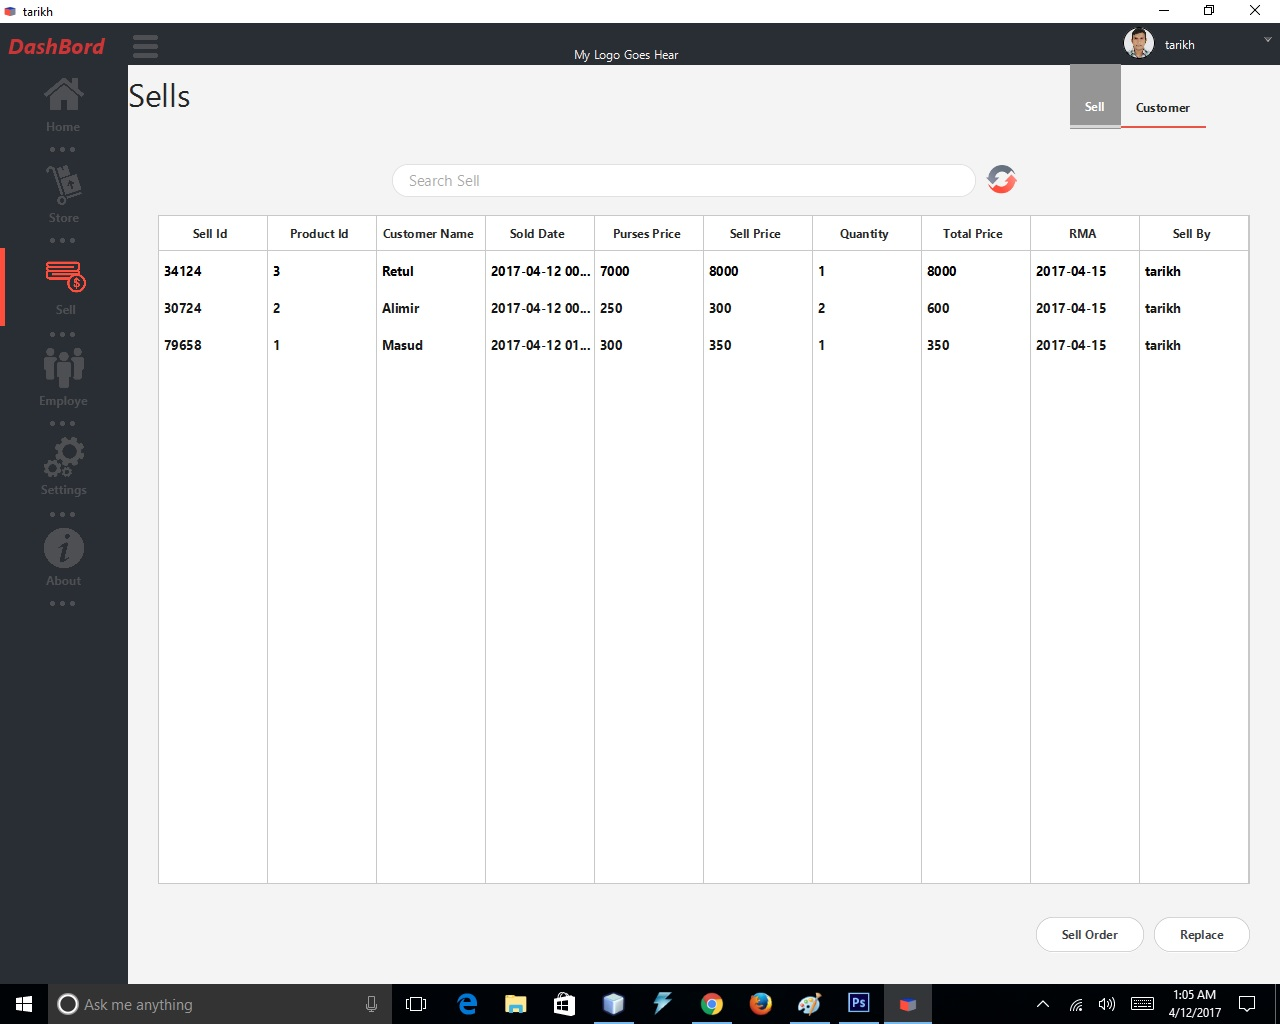 tarikh
DashBord
My Logo Goes Hear
tarikh
Home
Store
Sell
Employe
Settings
About
Sells
Sell Customer
Search Sell
Sell Id Product Id Customer Name Sold Date Purses Price Sell Price Quantity Total Price RMA Sell By
34124 3 Retul 2017-04-12 00... 7000 8000 1 8000 2017-04-15 tarikh
30724 2 Alimir 2017-04-12 00... 250 300 2 600 2017-04-15 tarikh
79658 1 Masud 2017-04-12 01... 300 350 1 350 2017-04-15 tarikh
Sell Order Replace
Ask me anything
Ps
1:05 AM
4/12/2017